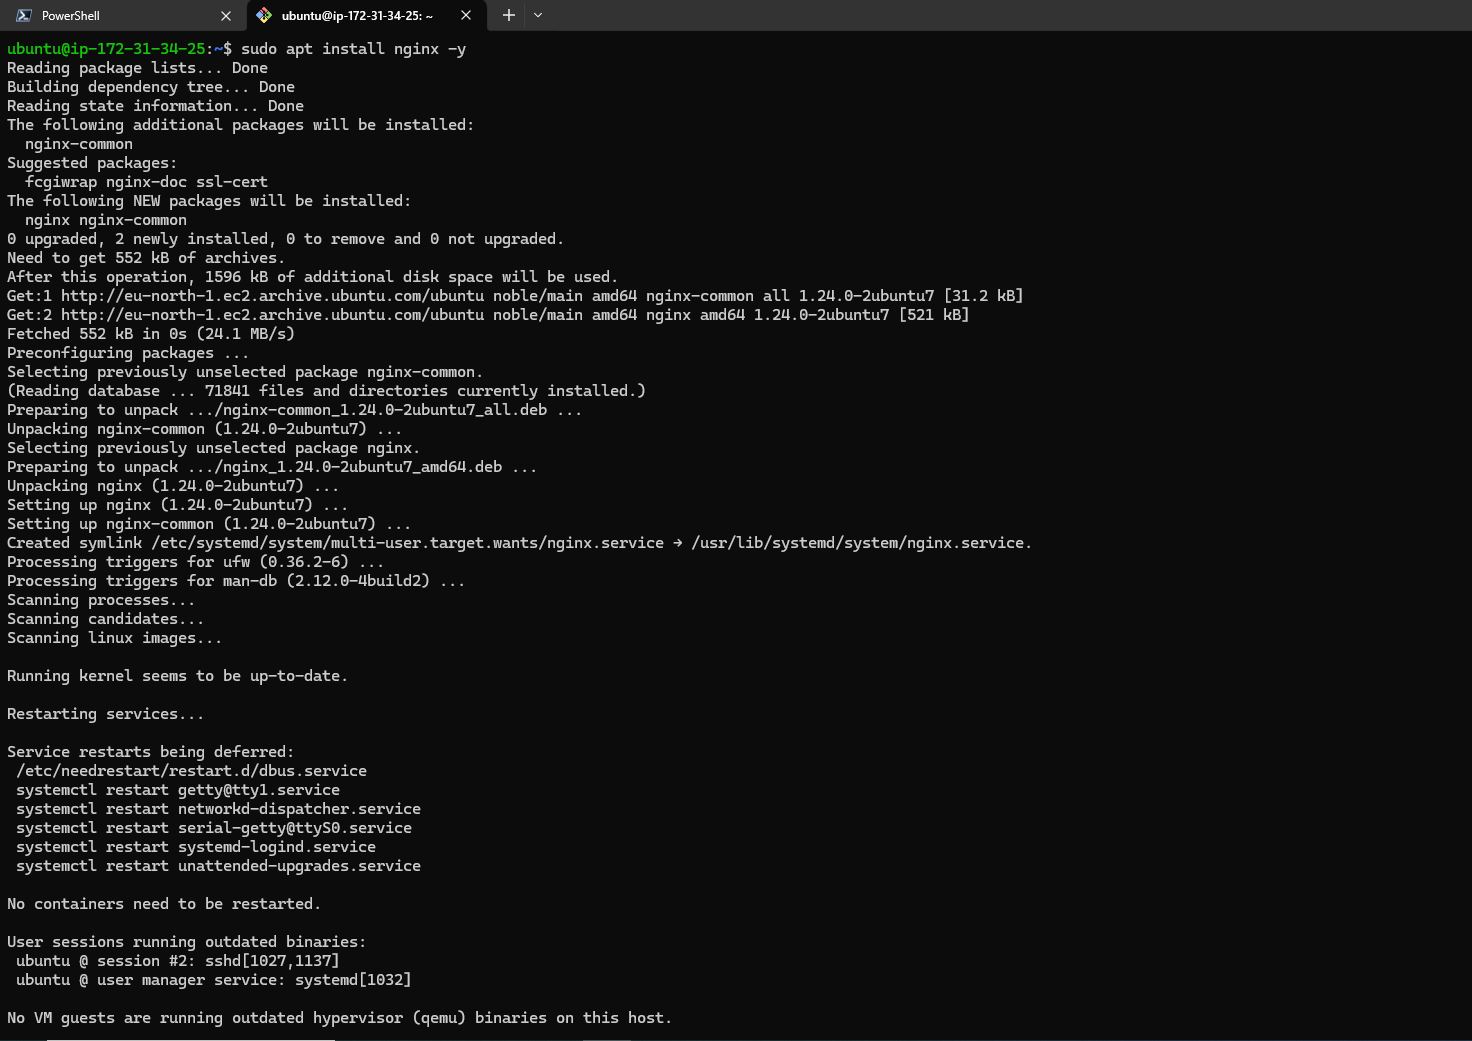 PowerShell
ubuntu@ip-172-31-34-25: ~
ubuntu@ip-172-31-34-25:~$ sudo apt install nginx -y
Reading package lists... Done
Building dependency tree... Done
Reading state information... Done
The following additional packages will be installed:
  nginx-common
Suggested packages:
  fcgiwrap nginx-doc ssl-cert
The following NEW packages will be installed:
  nginx nginx-common
0 upgraded, 2 newly installed, 0 to remove and 0 not upgraded.
Need to get 552 kB of archives.
After this operation, 1596 kB of additional disk space will be used.
Get:1 http://eu-north-1.ec2.archive.ubuntu.com/ubuntu noble/main amd64 nginx-common all 1.24.0-2ubuntu7 [31.2 kB]
Get:2 http://eu-north-1.ec2.archive.ubuntu.com/ubuntu noble/main amd64 nginx amd64 1.24.0-2ubuntu7 [521 kB]
Fetched 552 kB in 0s (24.1 MB/s)
Preconfiguring packages ...
Selecting previously unselected package nginx-common.
(Reading database ... 71841 files and directories currently installed.)
Preparing to unpack .../nginx-common_1.24.0-2ubuntu7_all.deb ...
Unpacking nginx-common (1.24.0-2ubuntu7) ...
Selecting previously unselected package nginx.
Preparing to unpack .../nginx_1.24.0-2ubuntu7_amd64.deb ...
Unpacking nginx (1.24.0-2ubuntu7) ...
Setting up nginx (1.24.0-2ubuntu7) ...
Setting up nginx-common (1.24.0-2ubuntu7) ...
Created symlink /etc/systemd/system/multi-user.target.wants/nginx.service → /usr/lib/systemd/system/nginx.service.
Processing triggers for ufw (0.36.2-6) ...
Processing triggers for man-db (2.12.0-4build2) ...
Scanning processes...
Scanning candidates...
Scanning linux images...

Running kernel seems to be up-to-date.

Restarting services...

Service restarts being deferred:
 /etc/needrestart/restart.d/dbus.service
 systemctl restart getty@tty1.service
 systemctl restart networkd-dispatcher.service
 systemctl restart serial-getty@ttyS0.service
 systemctl restart systemd-logind.service
 systemctl restart unattended-upgrades.service

No containers need to be restarted.

User sessions running outdated binaries:
 ubuntu @ session #2: sshd[1027,1137]
 ubuntu @ user manager service: systemd[1032]

No VM guests are running outdated hypervisor (qemu) binaries on this host.